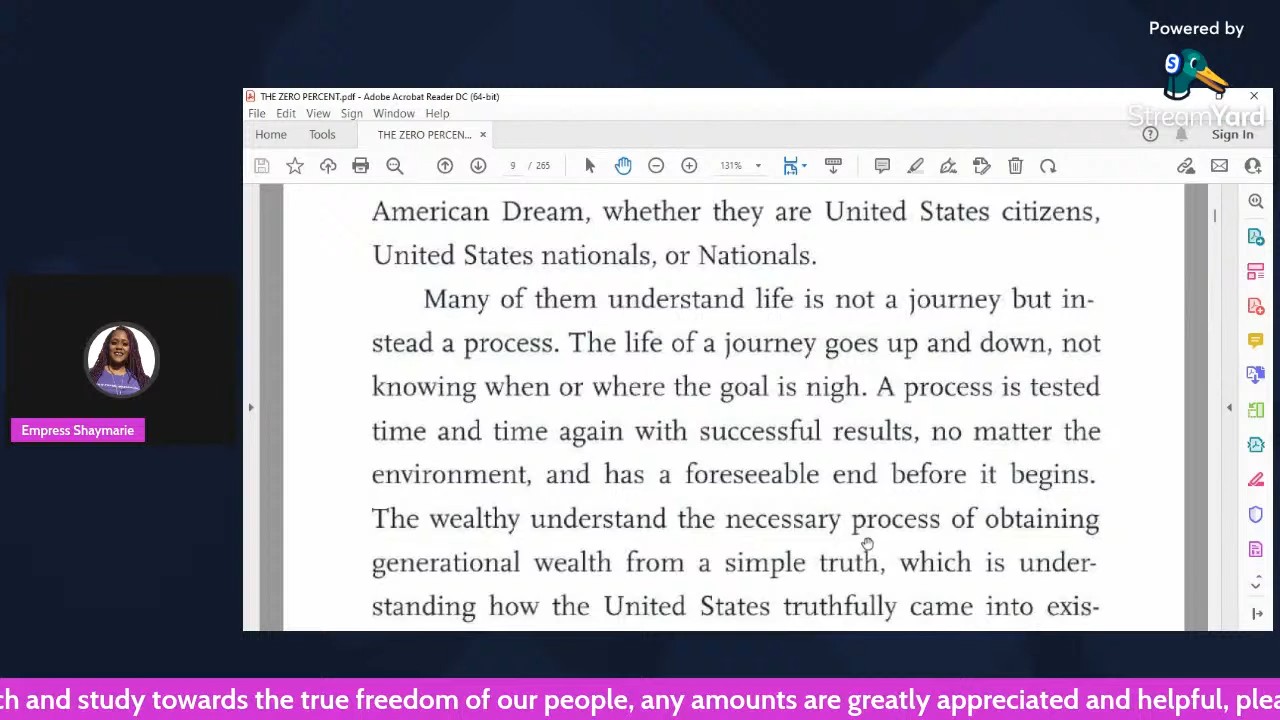 Powered by
StreamYard
THE ZERO PERCENT.pdf - Adobe Acrobat Reader DC (64-bit)
File Edit View Sign Window Help
Home Tools THE ZERO PERCEN... × Sign In
9 / 265 131%
American Dream, whether they are United States citizens,
United States nationals, or Nationals.
Many of them understand life is not a journey but in-
stead a process. The life of a journey goes up and down, not
knowing when or where the goal is nigh. A process is tested
time and time again with successful results, no matter the
environment, and has a foreseeable end before it begins.
The wealthy understand the necessary process of obtaining
generational wealth from a simple truth, which is under-
standing how the United States truthfully came into exis-
Empress Shaymarie
ch and study towards the true freedom of our people, any amounts are greatly appreciated and helpful, plea